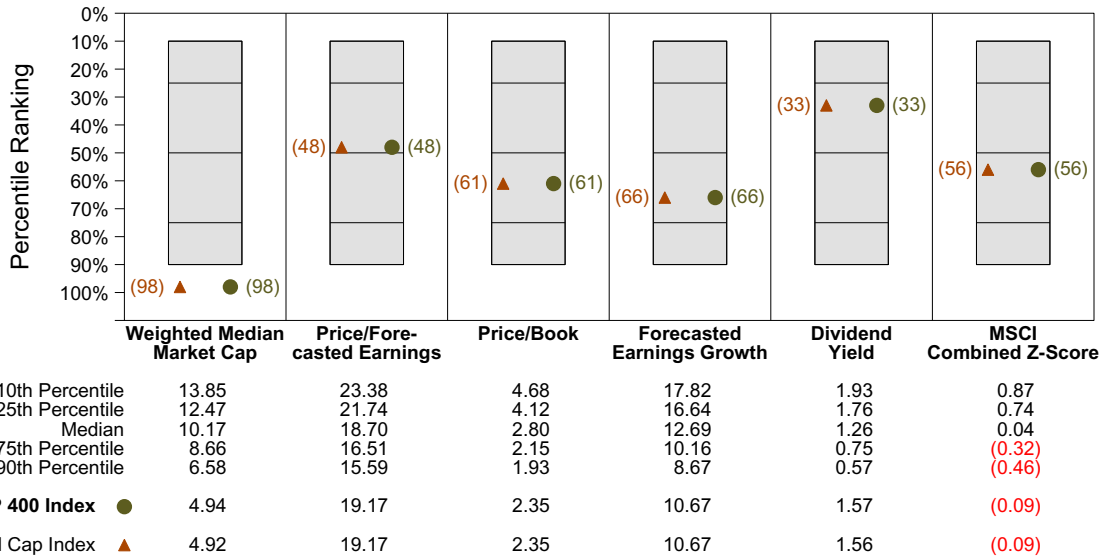 0%
10%
20%
30%
40%
50%
60%
70%
80%
90%
100%
Percentile Ranking
(98) (98)
(48) (48)
(61) (61)
(66) (66)
(33) (33)
(56) (56)
Weighted Median Market Cap
Price/Fore-casted Earnings
Price/Book
Forecasted Earnings Growth
Dividend Yield
MSCI Combined Z-Score
10th Percentile 13.85 23.38 4.68 17.82 1.93 0.87
25th Percentile 12.47 21.74 4.12 16.64 1.76 0.74
Median 10.17 18.70 2.80 12.69 1.26 0.04
75th Percentile 8.66 16.51 2.15 10.16 0.75 (0.32)
90th Percentile 6.58 15.59 1.93 8.67 0.57 (0.46)
400 Index 4.94 19.17 2.35 10.67 1.57 (0.09)
Cap Index 4.92 19.17 2.35 10.67 1.56 (0.09)